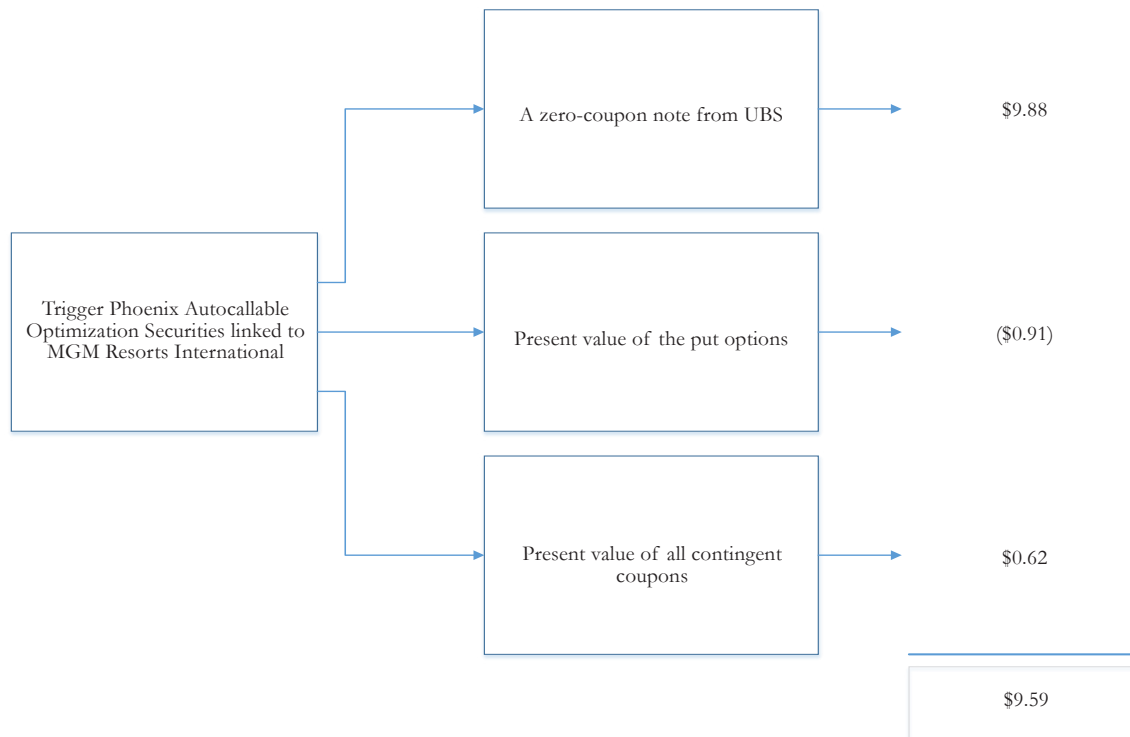 A zero-coupon note from UBS
$9.88
Trigger Phoenix Autocallable
Optimization Securities linked to
MGM Resorts International
Present value of the put options
($0.91)
Present value of all contingent
coupons
$0.62
$9.59